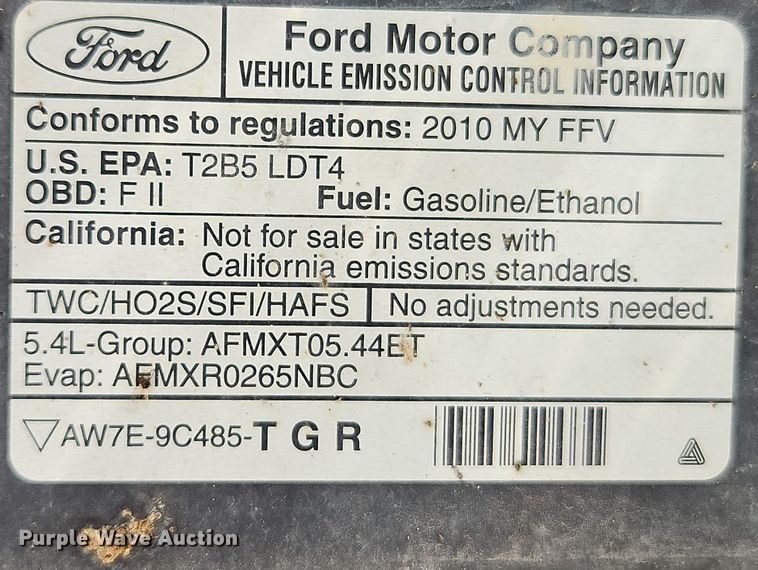 Ford
Ford Motor Company
VEHICLE EMISSION CONTROL INFORMATION
Conforms to regulations: 2010 MY FFV
U.S. EPA: T2B5 LDT4
OBD: F II Fuel: Gasoline/Ethanol
California: Not for sale in states with
California emissions standards.
TWC/HO2S/SFI/HAFS No adjustments needed.
5.4L-Group: AFMXT05.44ET
Evap: AFMXR0265NBC
AW7E-9C485-T G R
Purple Wave Auction